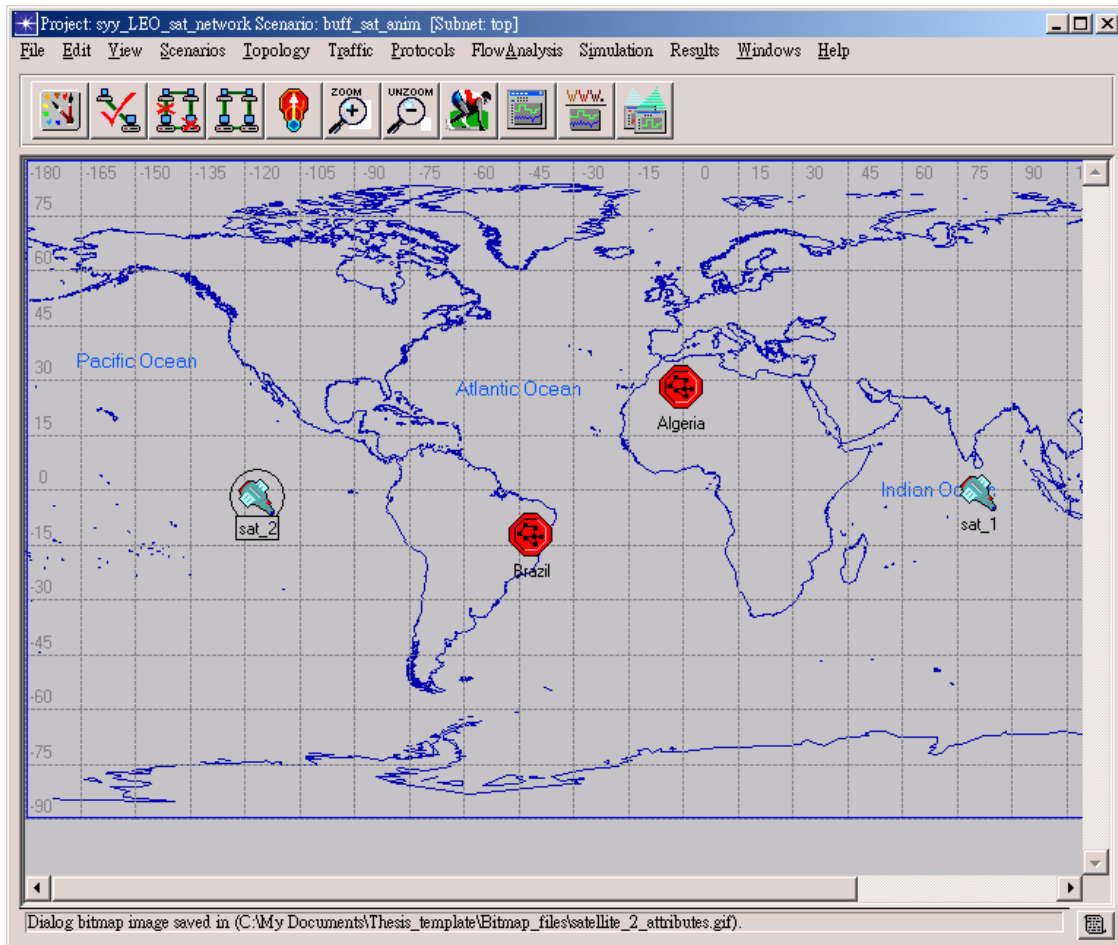 Project: syy_LEO_sat_network Scenario: buff_sat_anim [Subnet: top]
File Edit View Scenarios Topology Traffic Protocols FlowAnalysis Simulation Results Windows Help
ZOOM UNZOOM WWW.
-180 -165 -150 -135 -120 -105 -90 -75 -60 -45 -30 -15 0 15 30 45 60 75 90 1
75
60
45
Pacific Ocean
30
Atlantic Ocean
Algeria
15
0
Indian
sat_2
sat_1
-15
Brazil
-30
-45
-60
-75
-90
Dialog bitmap image saved in (C:\My Documents\Thesis_template\Bitmap_files\satellite_2_attributes.gif).